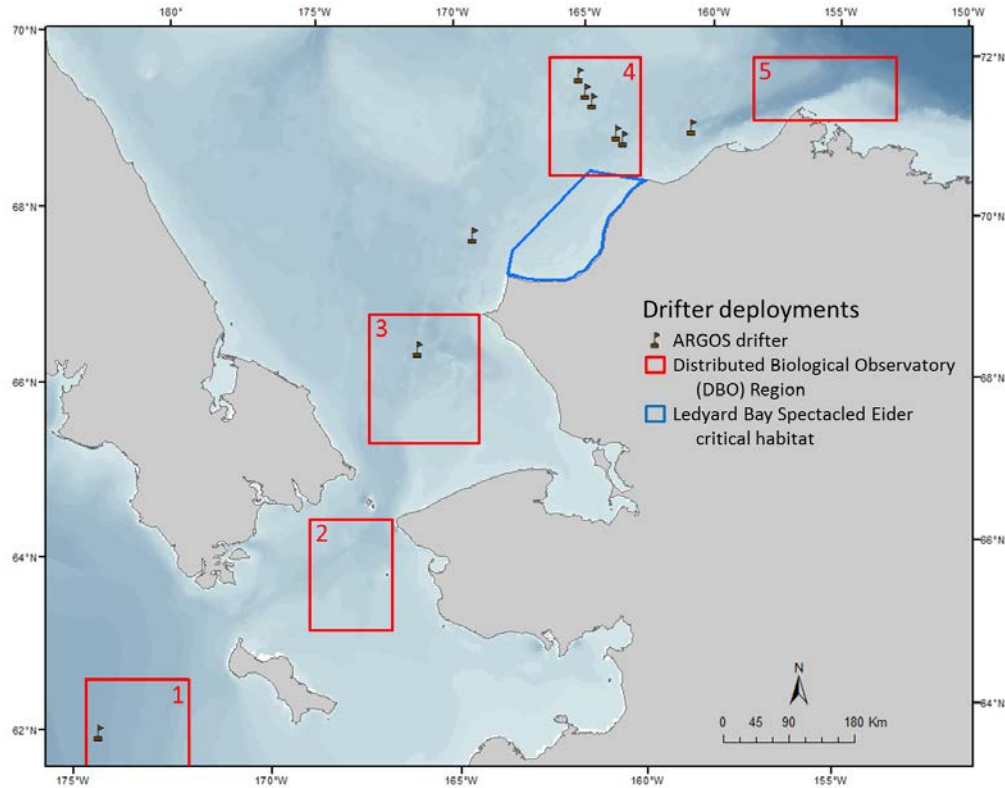 180° 175°W 170°W 165°W 160°W 155°W 150°W
70°N
72°N
4
5
68°N
70°N
3
Drifter deployments
ARGOS drifter
Distributed Biological Observatory
(DBO) Region
Ledyard Bay Spectacled Eider
critical habitat
66°N
68°N
2
64°N
66°N
1
N
62°N
0 45 90 180 Km
175°W 170°W 165°W 160°W 155°W